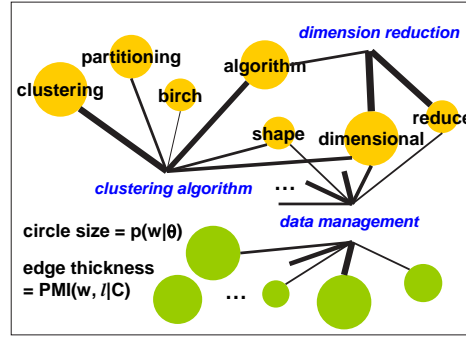 dimension reduction
partitioning
algorithm
clustering
birch
reduce
shape
dimensional
...
clustering algorithm
data management
circle size = p(w|θ)
edge thickness
= PMI(w, l|C)
...